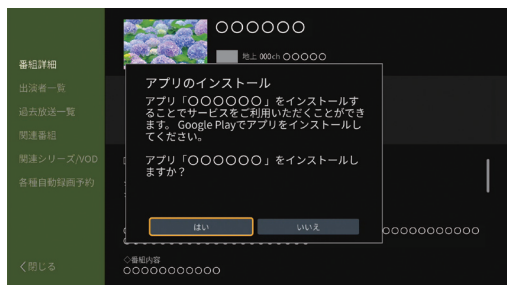 ○○○○○○
地上 000ch ○○○○○
番組詳細
出演者一覧
過去放送一覧
関連番組
関連シリーズ/VOD
各種自動録画予約
アプリのインストール
アプリ「○○○○○○」をインストールす
ることでサービスをご利用いただくことができ
ます。Google Playでアプリをインストールし
てください。
アプリ「○○○○○○」をインストールし
ますか？
はい
いいえ
◇番組内容
○○○○○○○○○○○
〈閉じる